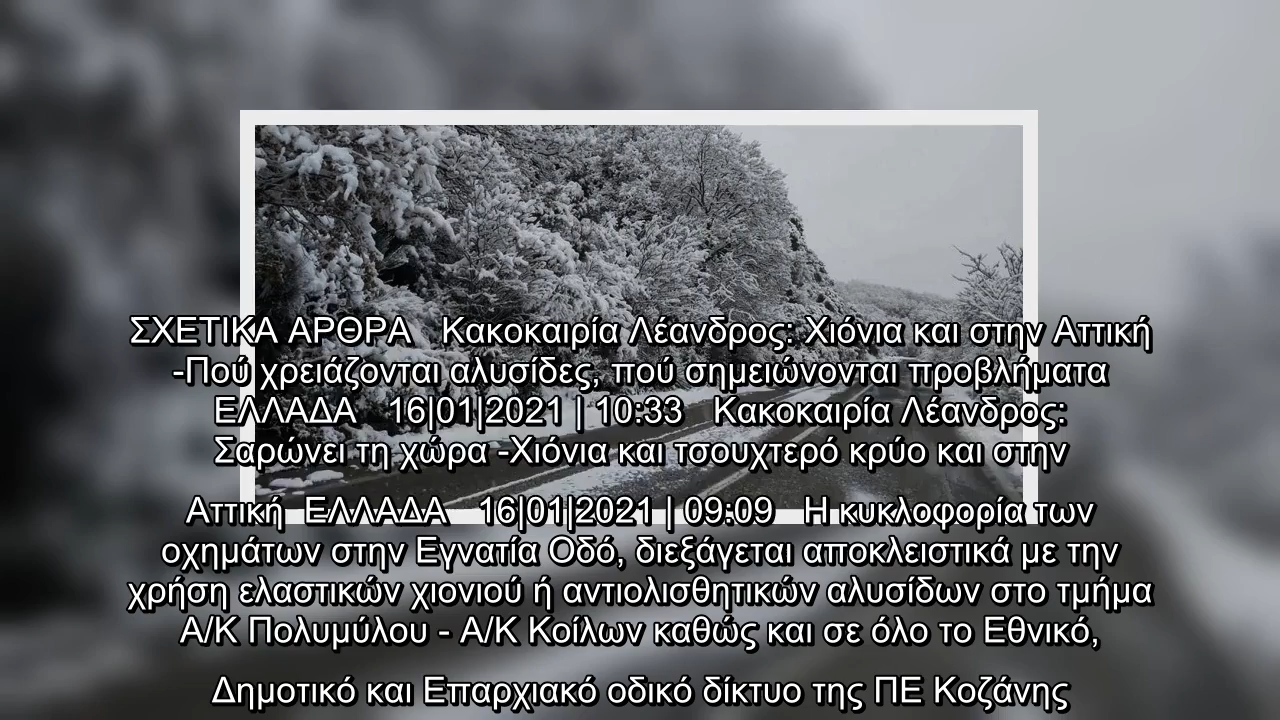 ΣΧΕΤΙΚΑ ΑΡΘΡΑ Κακοκαιρία Λέανδρος: Χιόνια και στην Αττική
-Πού χρειάζονται αλυσίδες, πού σημειώνονται προβλήματα
ΕΛΛΑΔΑ 16|01|2021 | 10:33 Κακοκαιρία Λέανδρος:
Σαρώνει τη χώρα -Χιόνια και τσουχτερό κρύο και στην
Αττική ΕΛΛΑΔΑ 16|01|2021 | 09:09 Η κυκλοφορία των
οχημάτων στην Εγνατία Οδό, διεξάγεται αποκλειστικά με την
χρήση ελαστικών χιονιού ή αντιολισθητικών αλυσίδων στο τμήμα
Α/Κ Πολυμύλου - Α/Κ Κοίλων καθώς και σε όλο το Εθνικό,
Δημοτικό και Επαρχιακό οδικό δίκτυο της ΠΕ Κοζάνης